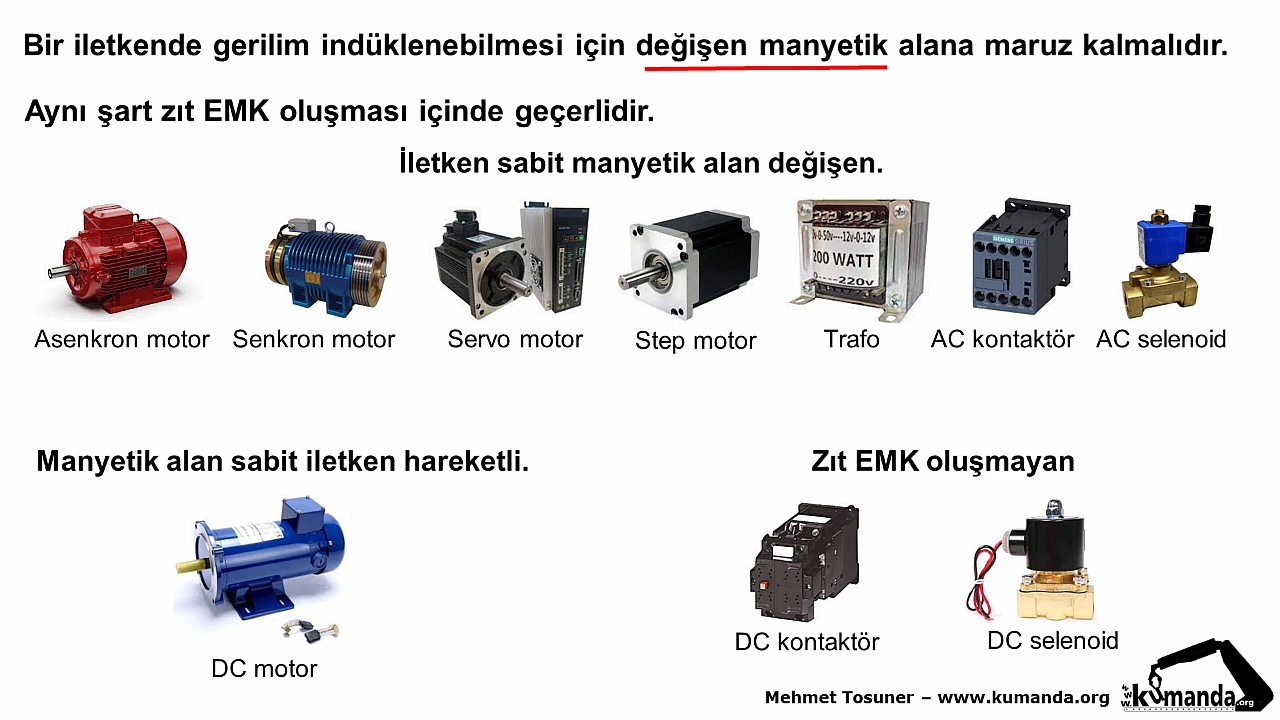 Bir iletkende gerilim indüklenebilmesi için değişen manyetik alana maruz kalmalıdır.
Aynı şart zıt EMK oluşması içinde geçerlidir.
İletken sabit manyetik alan değişen.
200 WATT
SIEMENS
Asenkron motor
Senkron motor
Servo motor
Step motor
Trafo
AC kontaktör
AC selenoid
Manyetik alan sabit iletken hareketli.
Zıt EMK oluşmayan
DC motor
DC kontaktör
DC selenoid
Mehmet Tosuner – www.kumanda.org
www.kumanda.org